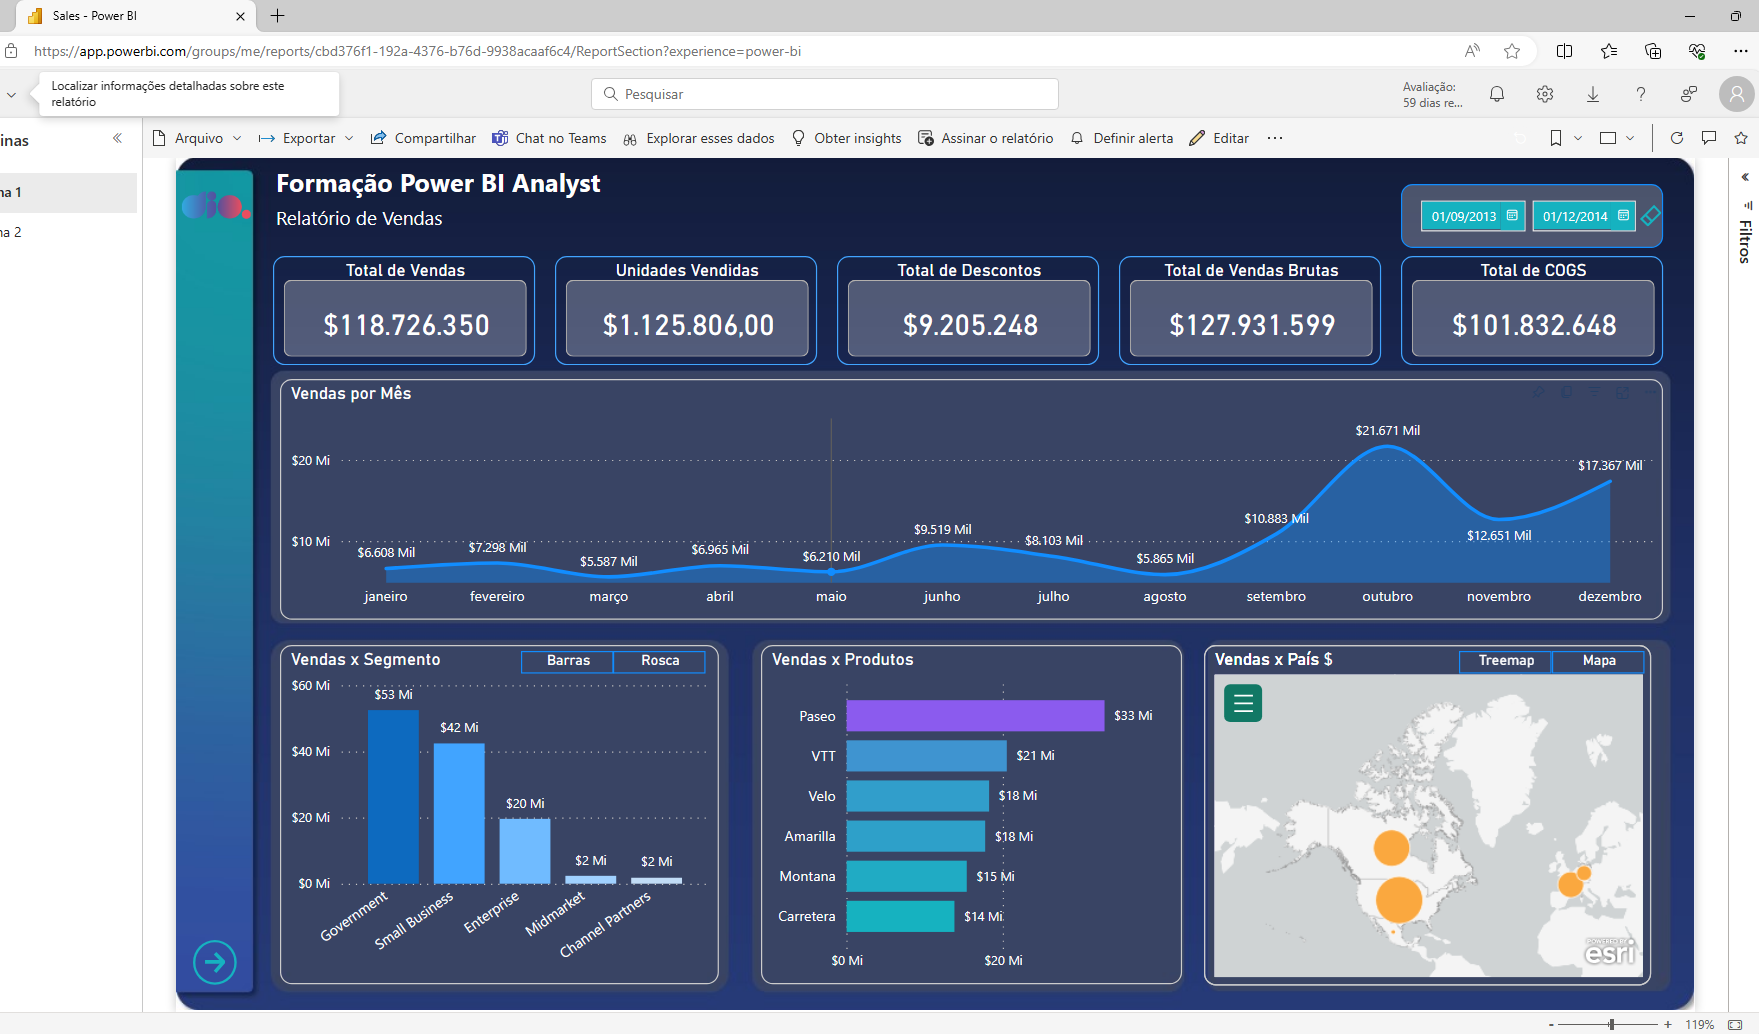 Sales - Power BI
https://app.powerbi.com/groups/me/reports/cbd376f1-192a-4376-b76d-9938acaaf6c4/ReportSection?experience=power-bi
Localizar informações detalhadas sobre este
relatório
Pesquisar
Avaliação:
59 dias re...
inas
Arquivo
Exportar
Compartilhar
Chat no Teams
Explorar esses dados
Obter insights
Assinar o relatório
Definir alerta
Editar
na 1
na 2
Filtros
dio.
Formação Power BI Analyst
Relatório de Vendas
01/09/2013
01/12/2014
Total de Vendas
$118.726.350
Unidades Vendidas
$1.125.806,00
Total de Descontos
$9.205.248
Total de Vendas Brutas
$127.931.599
Total de COGS
$101.832.648
Vendas por Mês
$20 Mi
$10 Mi
$6.608 Mil
$7.298 Mil
$5.587 Mil
$6.965 Mil
$6.210 Mil
$9.519 Mil
$8.103 Mil
$5.865 Mil
$10.883 Mil
$21.671 Mil
$12.651 Mil
$17.367 Mil
janeiro
fevereiro
março
abril
maio
junho
julho
agosto
setembro
outubro
novembro
dezembro
Vendas x Segmento
Barras
Rosca
$60 Mi
$40 Mi
$20 Mi
$0 Mi
$53 Mi
$42 Mi
$20 Mi
$2 Mi
$2 Mi
Government
Small Business
Enterprise
Midmarket
Channel Partners
Vendas x Produtos
Paseo
$33 Mi
VTT
$21 Mi
Velo
$18 Mi
Amarilla
$18 Mi
Montana
$15 Mi
Carretera
$14 Mi
$0 Mi
$20 Mi
Vendas x País $
Treemap
Mapa
POWERED BY
esri
119%